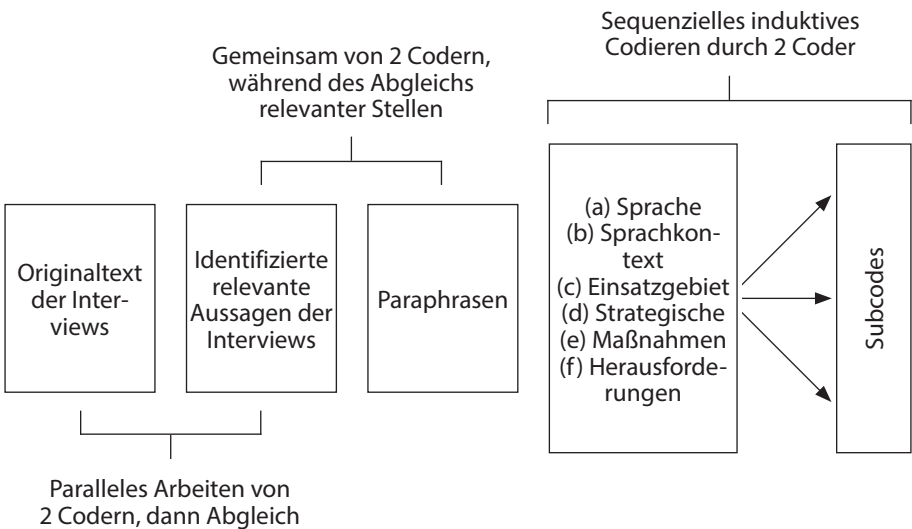 Sequenzielles induktives
Codieren durch 2 Coder
Gemeinsam von 2 Codern,
während des Abgleichs
relevanter Stellen
Originaltext
der Inter-
views
Identifizierte
relevante
Aussagen der
Interviews
Paraphrasen
(a) Sprache
(b) Sprachkon-
text
(c) Einsatzgebiet
(d) Strategische
(e) Maßnahmen
(f) Herausforde-
rungen
Subcodes
Paralleles Arbeiten von
2 Codern, dann Abgleich